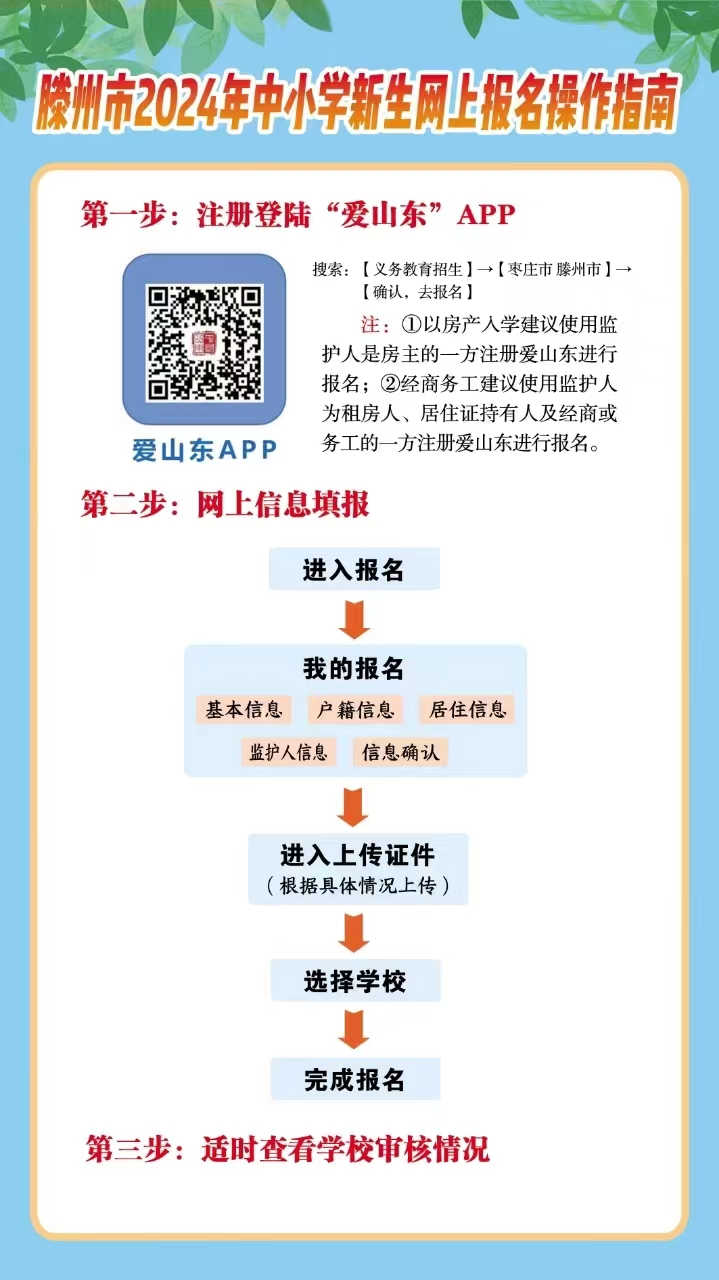 滕州市2024年中小学新生网上报名操作指南
第一步：注册登陆“爱山东”APP
搜索：【义务教育招生】→【枣庄市 滕州市】→
【确认，去报名】
注：①以房产入学建议使用监
护人是房主的一方注册爱山东进行
报名；②经商务工建议使用监护人
为租房人、居住证持有人及经商或
务工的一方注册爱山东进行报名。
爱山东APP
第二步：网上信息填报
进入报名
我的报名
基本信息 户籍信息 居住信息
监护人信息 信息确认
进入上传证件
（根据具体情况上传）
选择学校
完成报名
第三步：适时查看学校审核情况